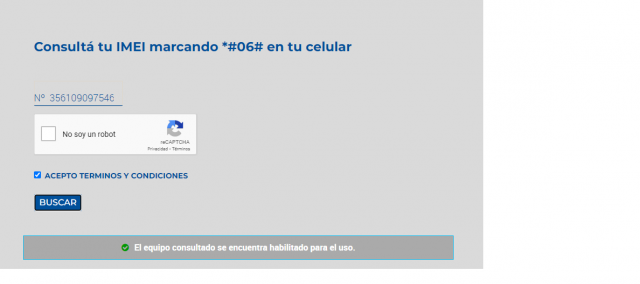 Consultá tu IMEI marcando *#06# en tu celular
Nº 356109097546
No soy un robot
reCAPTCHA
Privacidad - Términos
ACEPTO TERMINOS Y CONDICIONES
BUSCAR
El equipo consultado se encuentra habilitado para el uso.